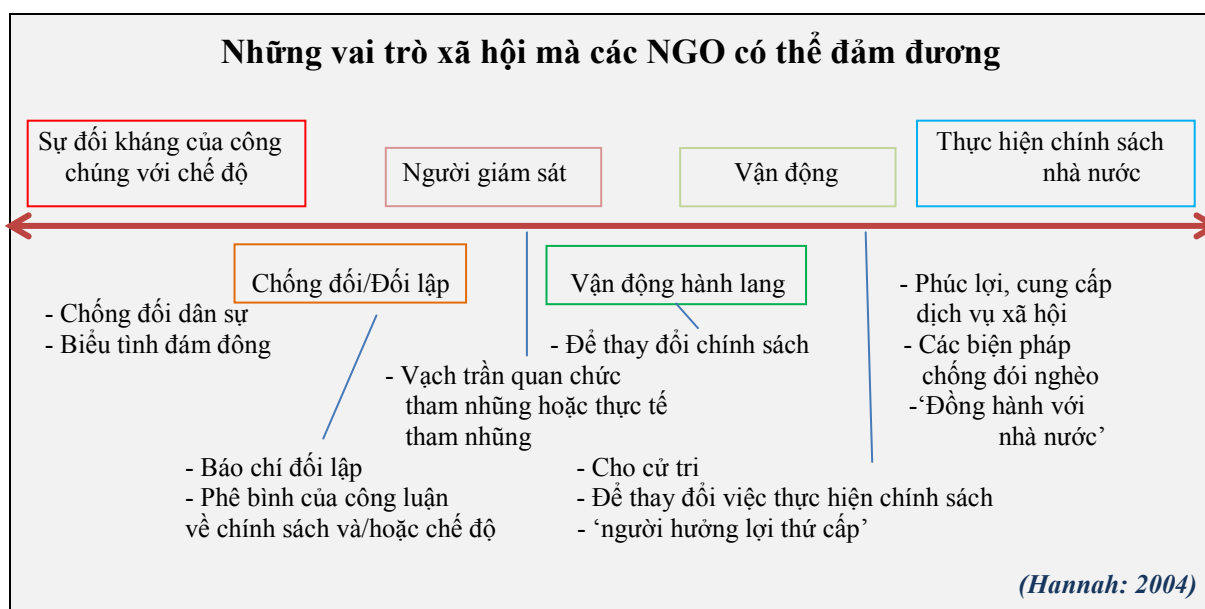 Những vai trò xã hội mà các NGO có thể đảm đương
Sự đối kháng của công
chúng với chế độ
Người giám sát
Vận động
Thực hiện chính sách
nhà nước
Chống đối/Đối lập
Vận động hành lang
- Chống đối dân sự
- Biểu tình đám đông
- Báo chí đối lập
- Phê bình của công luận
về chính sách và/hoặc chế độ
- Vạch trần quan chức
tham nhũng hoặc thực tế
tham nhũng
- Để thay đổi chính sách
- Cho cử tri
- Để thay đổi việc thực hiện chính sách
- ‘người hưởng lợi thứ cấp’
- Phúc lợi, cung cấp
dịch vụ xã hội
- Các biện pháp
chống đói nghèo
-‘Đồng hành với
nhà nước’
(Hannah: 2004)